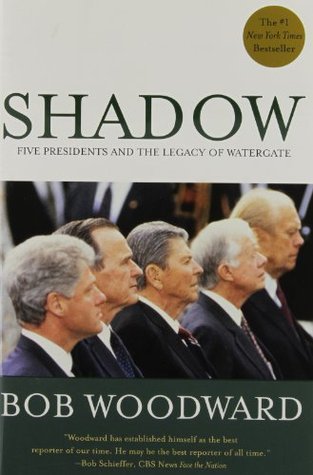 The #1
New York Times
Bestseller
SHADOW
FIVE PRESIDENTS AND THE LEGACY OF WATERGATE
BOB WOODWARD
"Woodward has established himself as the best
reporter of our time. He may be the best reporter of all time."
—Bob Schieffer, CBS News Face the Nation